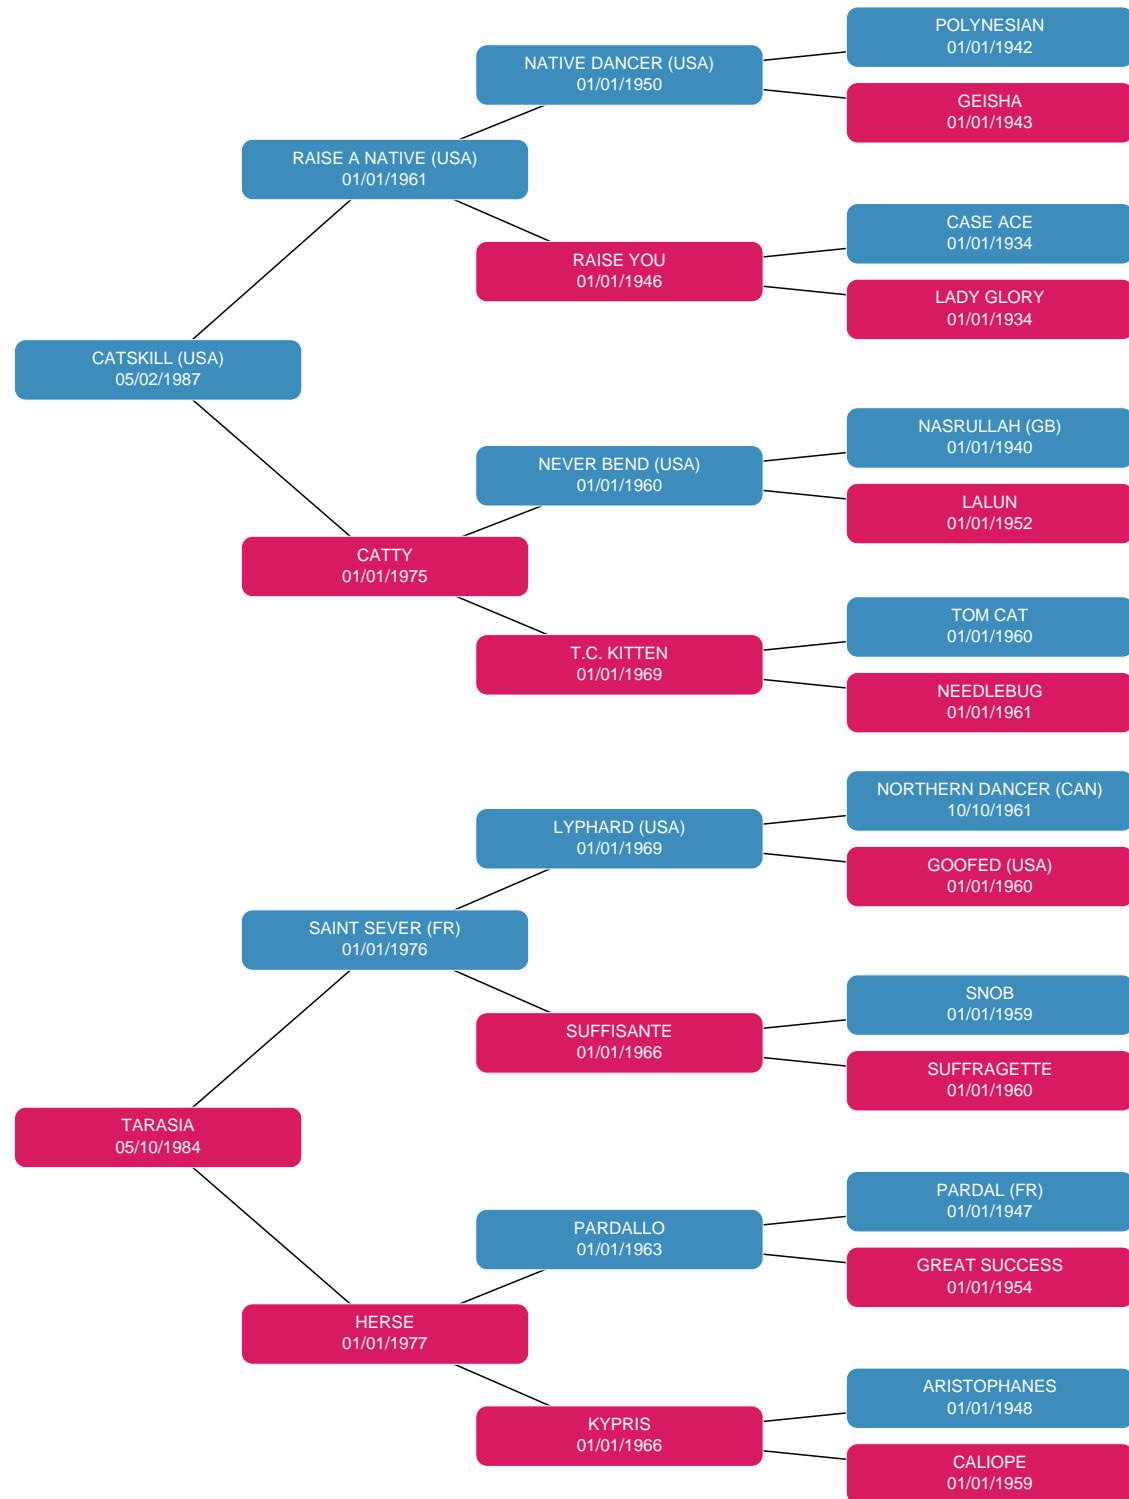 POLYNESIAN
01/01/1942
NATIVE DANCER (USA)
01/01/1950
GEISHA
01/01/1943
RAISE A NATIVE (USA)
01/01/1961
CASE ACE
01/01/1934
RAISE YOU
01/01/1946
LADY GLORY
01/01/1934
CATSKILL (USA)
05/02/1987
NASRULLAH (GB)
01/01/1940
NEVER BEND (USA)
01/01/1960
LALUN
01/01/1952
CATTY
01/01/1975
TOM CAT
01/01/1960
T.C. KITTEN
01/01/1969
NEEDLEBUG
01/01/1961
NORTHERN DANCER (CAN)
10/10/1961
LYPHARD (USA)
01/01/1969
GOOFED (USA)
01/01/1960
SAINT SEVER (FR)
01/01/1976
SNOB
01/01/1959
SUFFISANTE
01/01/1966
SUFFRAGETTE
01/01/1960
TARASIA
05/10/1984
PARDAL (FR)
01/01/1947
PARDALLO
01/01/1963
GREAT SUCCESS
01/01/1954
HERSE
01/01/1977
ARISTOPHANES
01/01/1948
KYPRIS
01/01/1966
CALIOPE
01/01/1959